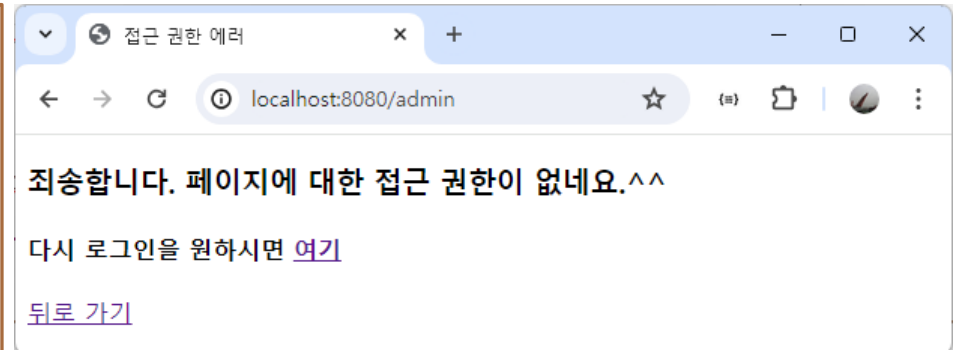 접근 권한 에러
localhost:8080/admin
죄송합니다. 페이지에 대한 접근 권한이 없네요.^^
다시 로그인을 원하시면 여기
뒤로 가기